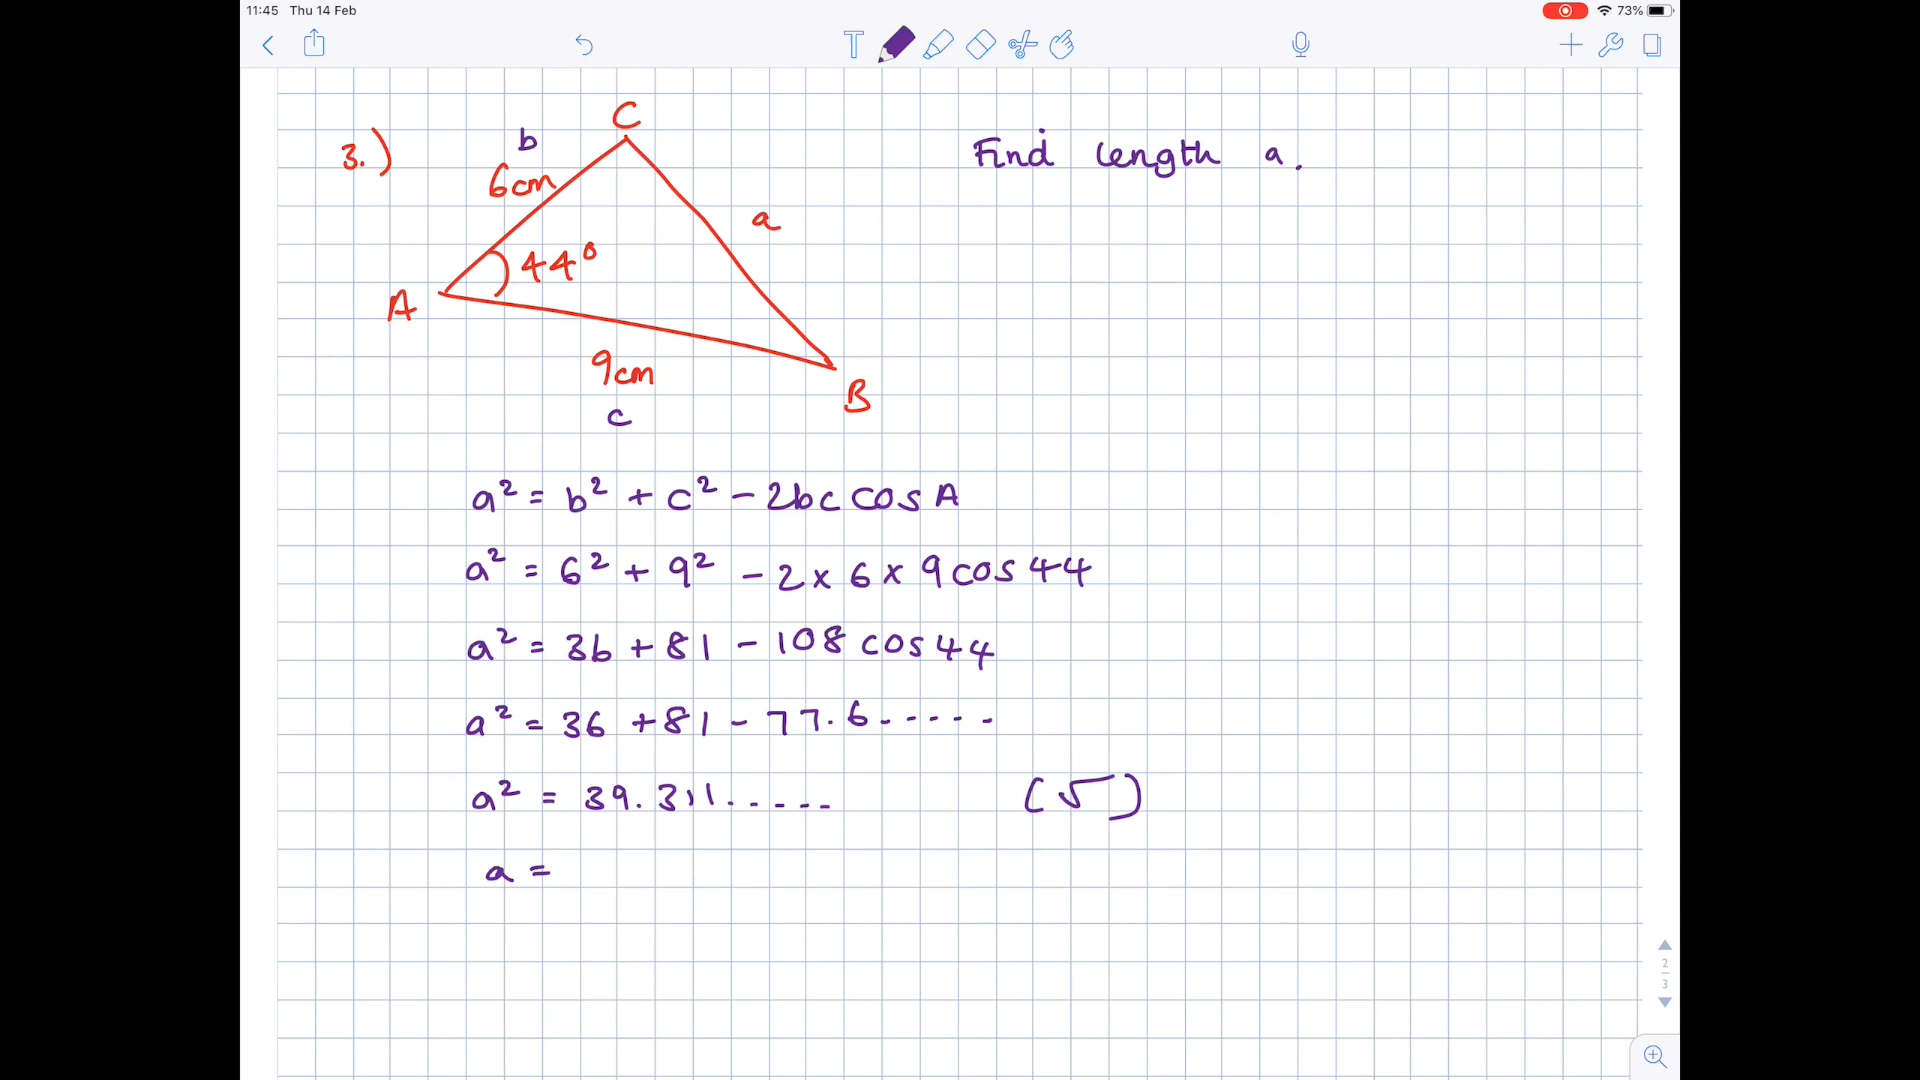 11:45 Thu 14 Feb
73%
T
3.)
C
b
6cm
Find length a.
a
44°
A
9cm
B
c
a² = b² + c² - 2bc cos A
a² = 6² + 9² - 2 x 6 x 9 cos 44
a² = 36 + 81 - 108 cos 44
a² = 36 + 81 - 77.6.....
a² = 39.311..... (√)
a =
2
3